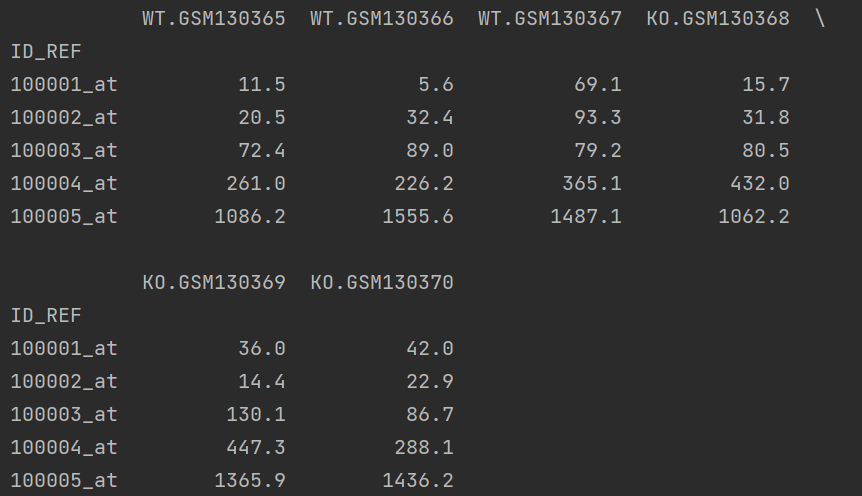 WT.GSM130365 WT.GSM130366 WT.GSM130367 KO.GSM130368 \
ID_REF
100001_at 11.5 5.6 69.1 15.7
100002_at 20.5 32.4 93.3 31.8
100003_at 72.4 89.0 79.2 80.5
100004_at 261.0 226.2 365.1 432.0
100005_at 1086.2 1555.6 1487.1 1062.2
KO.GSM130369 KO.GSM130370
ID_REF
100001_at 36.0 42.0
100002_at 14.4 22.9
100003_at 130.1 86.7
100004_at 447.3 288.1
100005_at 1365.9 1436.2